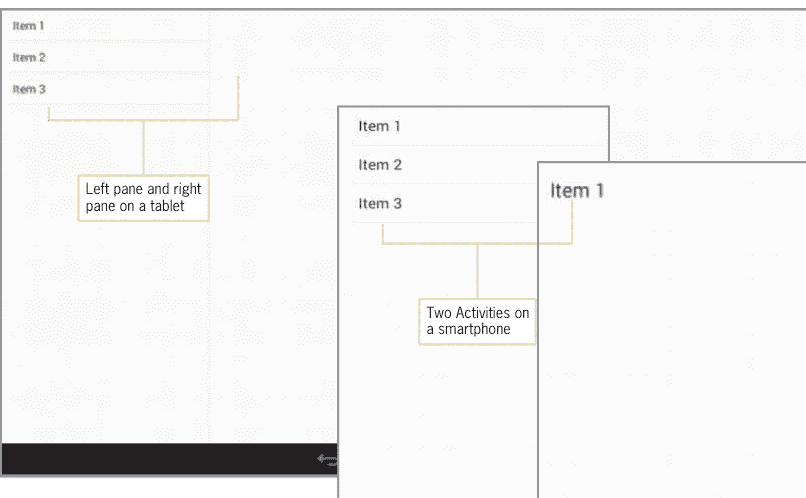 Item 1
Item 2
Item 3
Left pane and right
pane on a tablet
Item 1
Item 2
Item 3
Item 1
Two Activities on
a smartphone